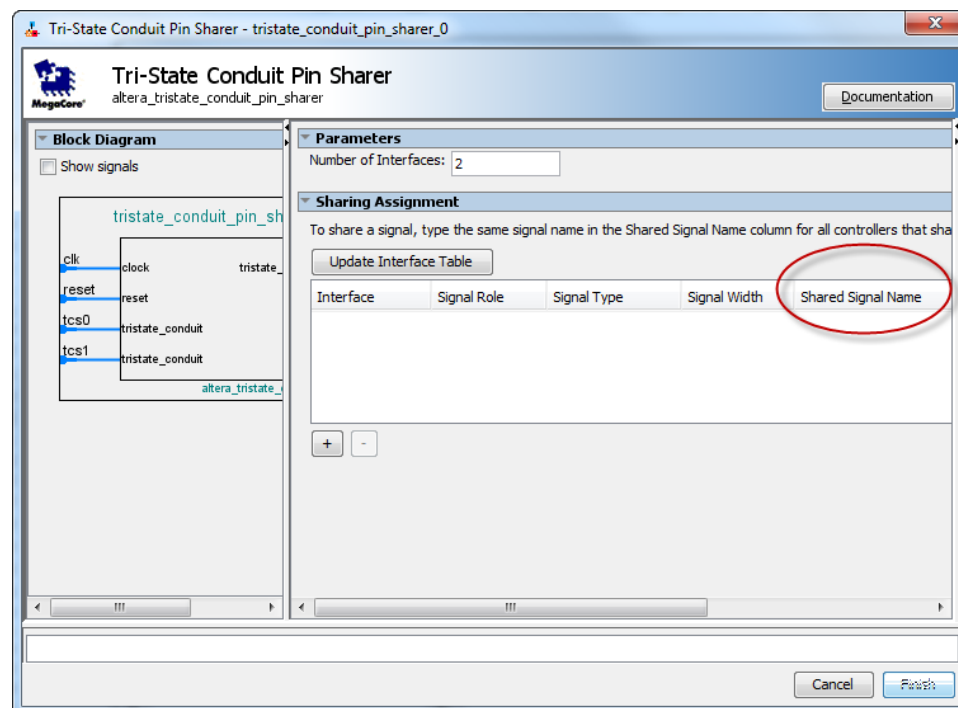 Tri-State Conduit Pin Sharer - tristate_conduit_pin_sharer_0
MegaCore®
Tri-State Conduit Pin Sharer
altera_tristate_conduit_pin_sharer
Documentation
Block Diagram
Show signals
tristate_conduit_pin_sh
clk
clock
tristate_
reset
reset
tcs0
tristate_conduit
tcs1
tristate_conduit
altera_tristate_
Parameters
Number of Interfaces: 2
Sharing Assignment
To share a signal, type the same signal name in the Shared Signal Name column for all controllers that sha
Update Interface Table
Interface Signal Role Signal Type Signal Width Shared Signal Name
+ -
Cancel Finish